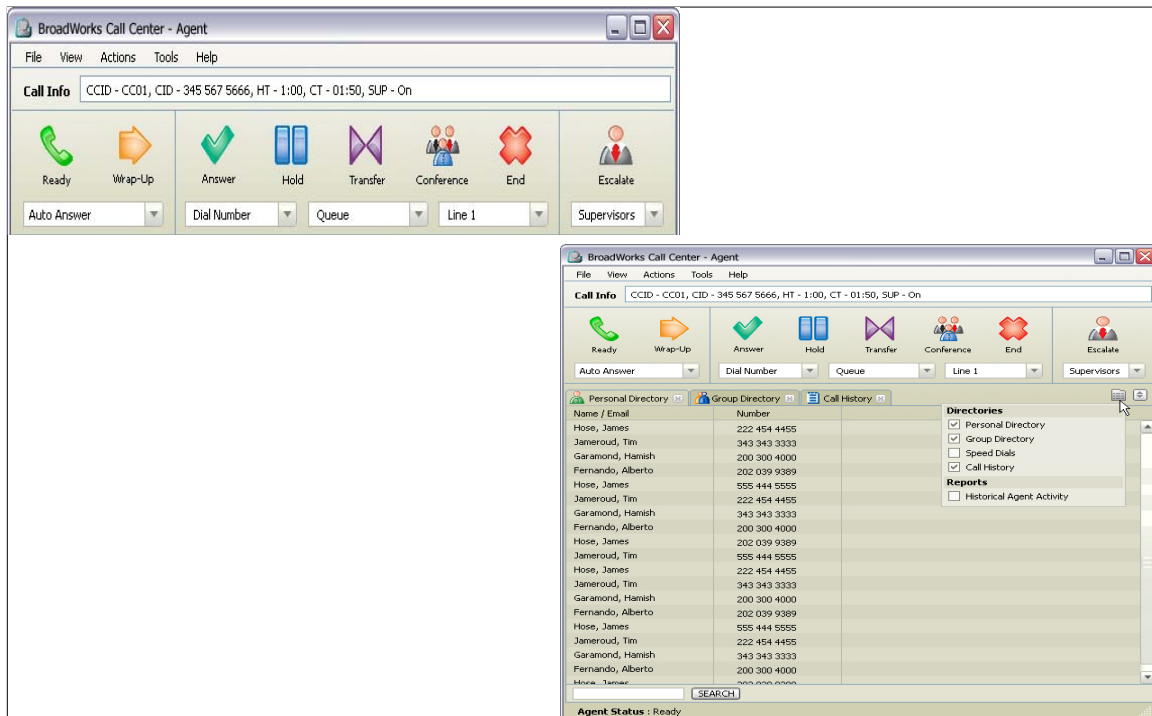 BroadWorks Call Center - Agent
File View Actions Tools Help
Call Info CCID - CC01, CID - 345 567 5666, HT - 1:00, CT - 01:50, SUP - On
Ready Wrap-Up Answer Hold Transfer Conference End Escalate
Auto Answer Dial Number Queue Line 1 Supervisors
BroadWorks Call Center - Agent
File View Actions Tools Help
Call Info CCID - CC01, CID - 345 567 5666, HT - 1:00, CT - 01:50, SUP - On
Ready Wrap-Up Answer Hold Transfer Conference End Escalate
Auto Answer Dial Number Queue Line 1 Supervisors
Personal Directory Group Directory Call History
Name / Email Number
Hose, James 222 454 4455
Jameroud, Tim 343 343 3333
Garamond, Hamish 200 300 4000
Fernando, Alberto 202 039 9389
Hose, James 555 444 5555
Jameroud, Tim 222 454 4455
Garamond, Hamish 343 343 3333
Fernando, Alberto 200 300 4000
Hose, James 202 039 9389
Jameroud, Tim 555 444 5555
Hose, James 222 454 4455
Jameroud, Tim 343 343 3333
Garamond, Hamish 200 300 4000
Fernando, Alberto 202 039 9389
Hose, James 555 444 5555
Jameroud, Tim 222 454 4455
Garamond, Hamish 343 343 3333
Fernando, Alberto 200 300 4000
Hose, James
Directories
Personal Directory
Group Directory
Speed Dials
Call History
Reports
Historical Agent Activity
SEARCH
Agent Status : Ready